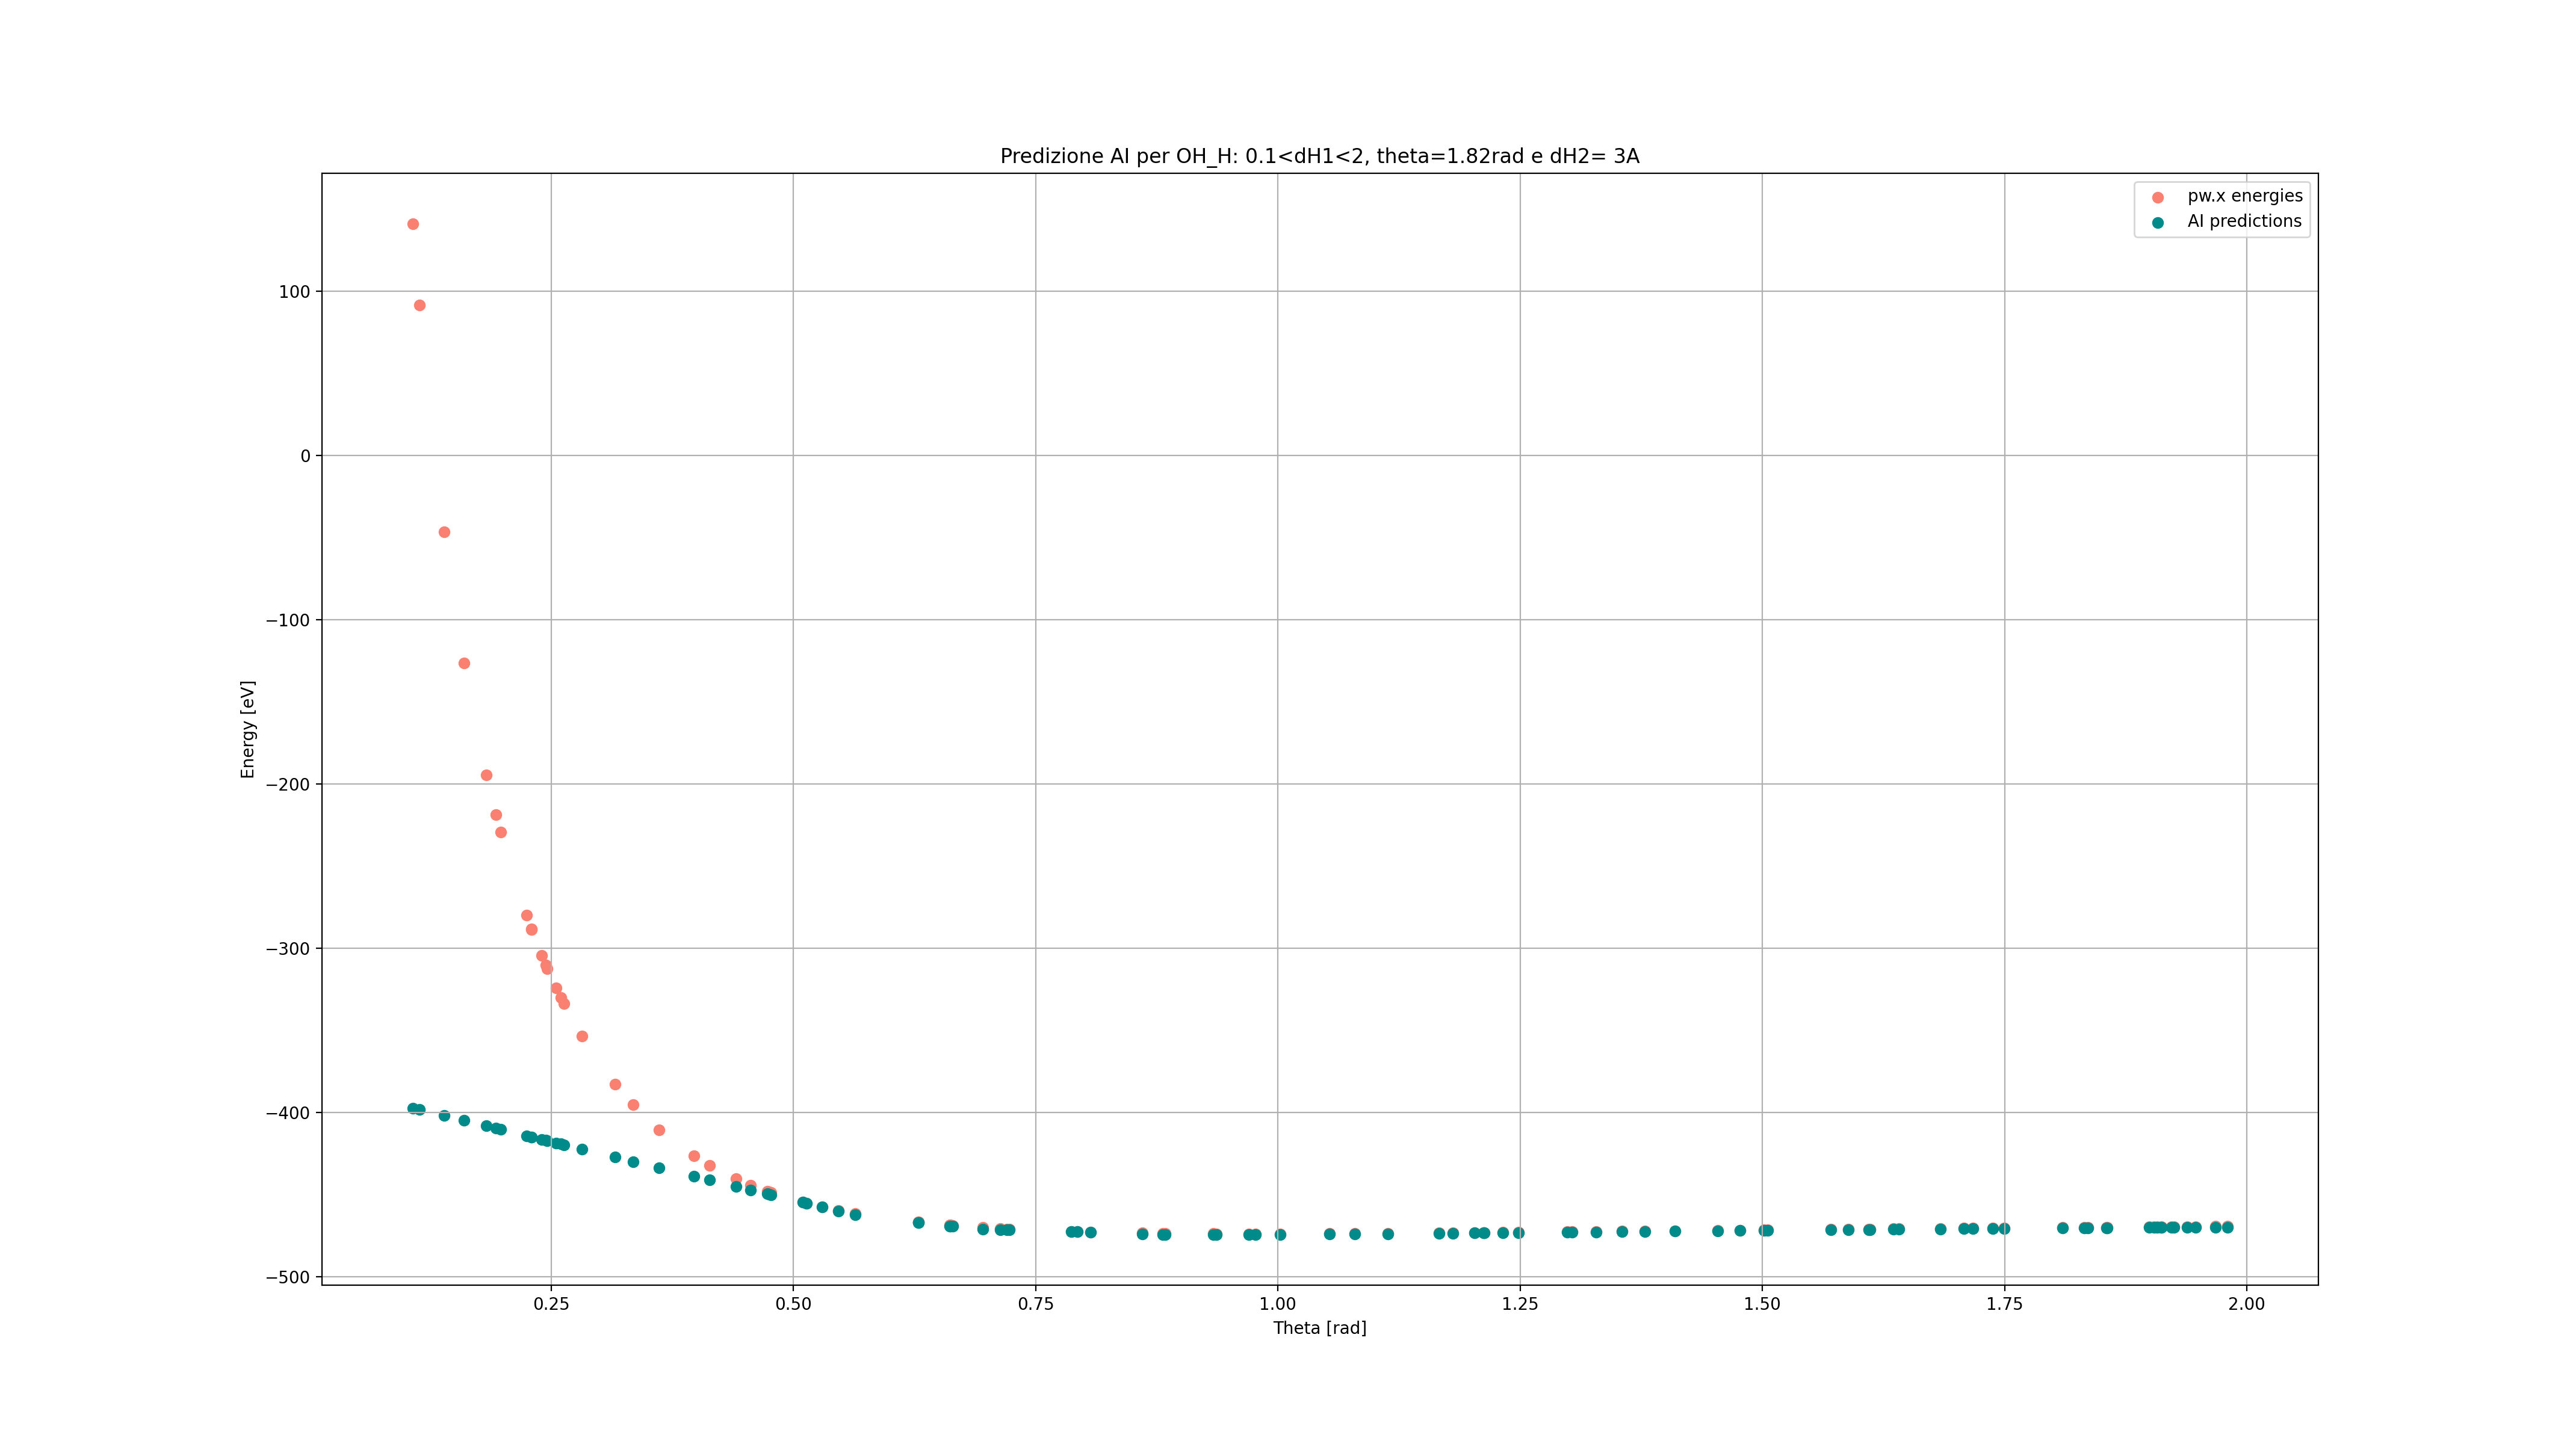 Predizione AI per OH_H: 0.1<dH1<2, theta=1.82rad e dH2= 3A
pw.x energies
AI predictions
100
0
−100
−200
−300
−400
−500
Energy [eV]
0.25 0.50 0.75 1.00 1.25 1.50 1.75 2.00
Theta [rad]